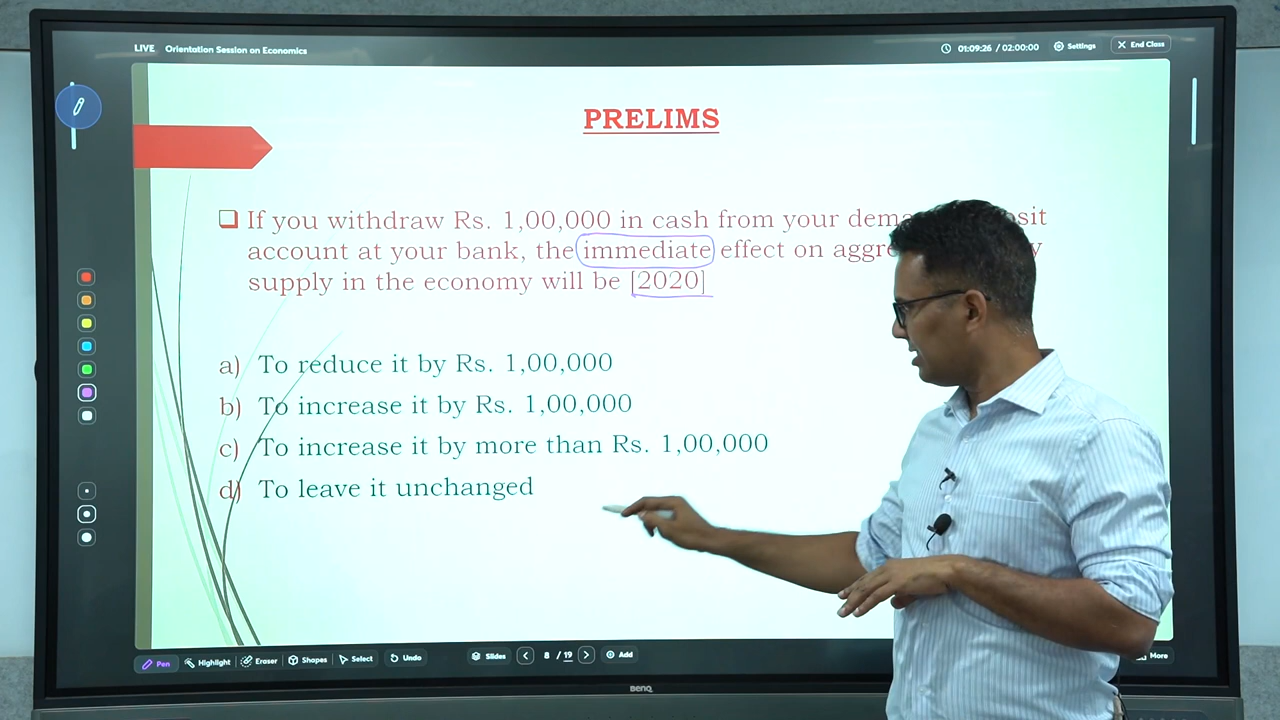 LIVE Orientation Session on Economics
01:09:26 / 02:00:00 Settings End Class
PRELIMS
If you withdraw Rs. 1,00,000 in cash from your
account at your bank, the immediate effect on
supply in the economy will be [2020]
a) To reduce it by Rs. 1,00,000
b) To increase it by Rs. 1,00,000
c) To increase it by more than Rs. 1,00,000
d) To leave it unchanged
Pen Highlight Eraser Shapes Select Undo Slides 8 / 19 Add More
BenQ